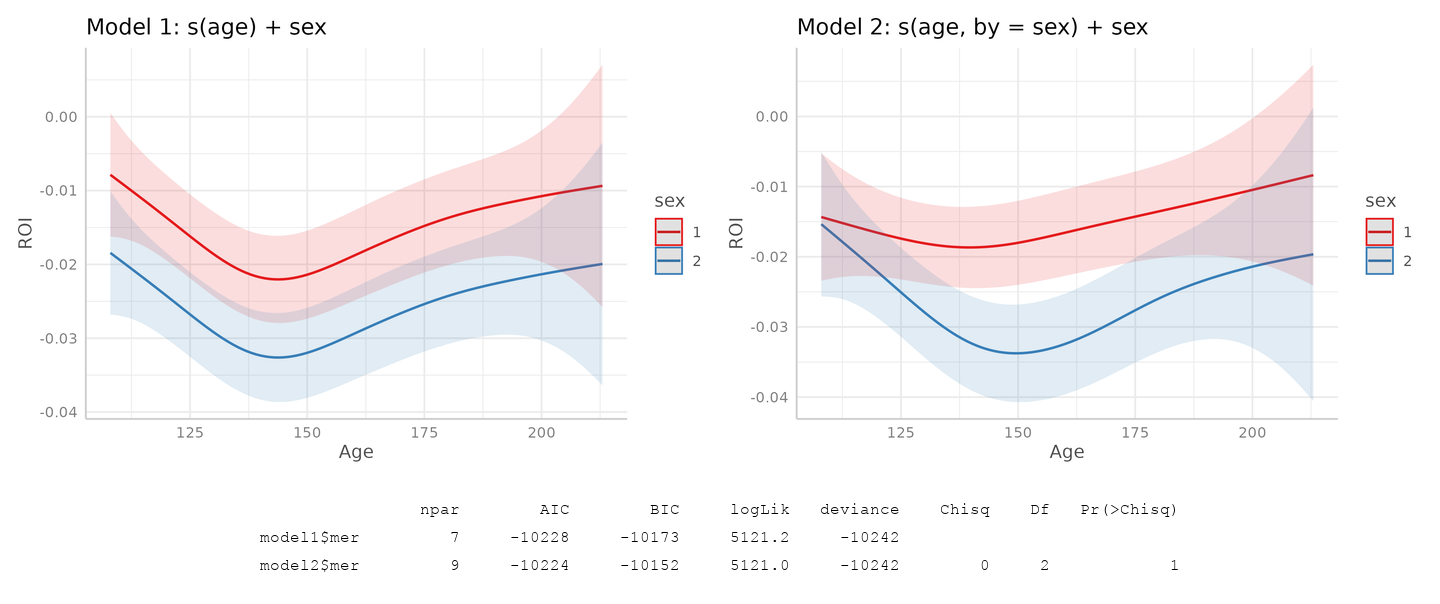 Model 1: s(age) + sex
0.00
-0.01
-0.02
-0.03
-0.04
ROI
125 150 175 200
Age
sex
1
2
Model 2: s(age, by = sex) + sex
0.00
-0.01
-0.02
-0.03
-0.04
ROI
125 150 175 200
Age
sex
1
2
npar AIC BIC logLik deviance Chisq Df Pr(>Chisq)
model1$mer 7 -10228 -10173 5121.2 -10242
model2$mer 9 -10224 -10152 5121.0 -10242 0 2 1